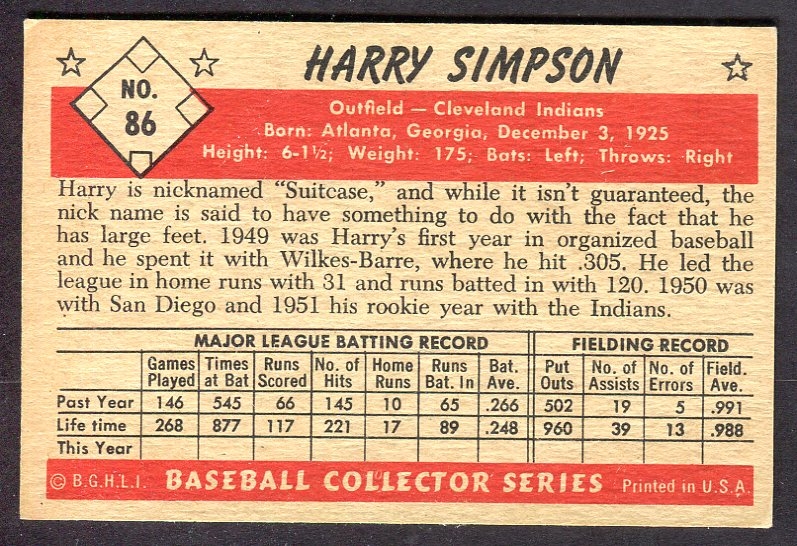 NO.
86
HARRY SIMPSON
Outfield — Cleveland Indians
Born: Atlanta, Georgia, December 3, 1925
Height: 6-1½; Weight: 175; Bats: Left; Throws: Right
Harry is nicknamed "Suitcase," and while it isn't guaranteed, the
nick name is said to have something to do with the fact that he
has large feet. 1949 was Harry's first year in organized baseball
and he spent it with Wilkes-Barre, where he hit .305. He led the
league in home runs with 31 and runs batted in with 120. 1950 was
with San Diego and 1951 his rookie year with the Indians.
MAJOR LEAGUE BATTING RECORD FIELDING RECORD
Games Times Runs No. of Home Runs Bat. Put No. of No. of Field.
Played at Bat Scored Hits Runs Bat. In Ave. Outs Assists Errors Ave.
Past Year 146 545 66 145 10 65 .266 502 19 5 .991
Life time 268 877 117 221 17 89 .248 960 39 13 .988
This Year
© B.G.H.L.I. BASEBALL COLLECTOR SERIES Printed in U.S.A.